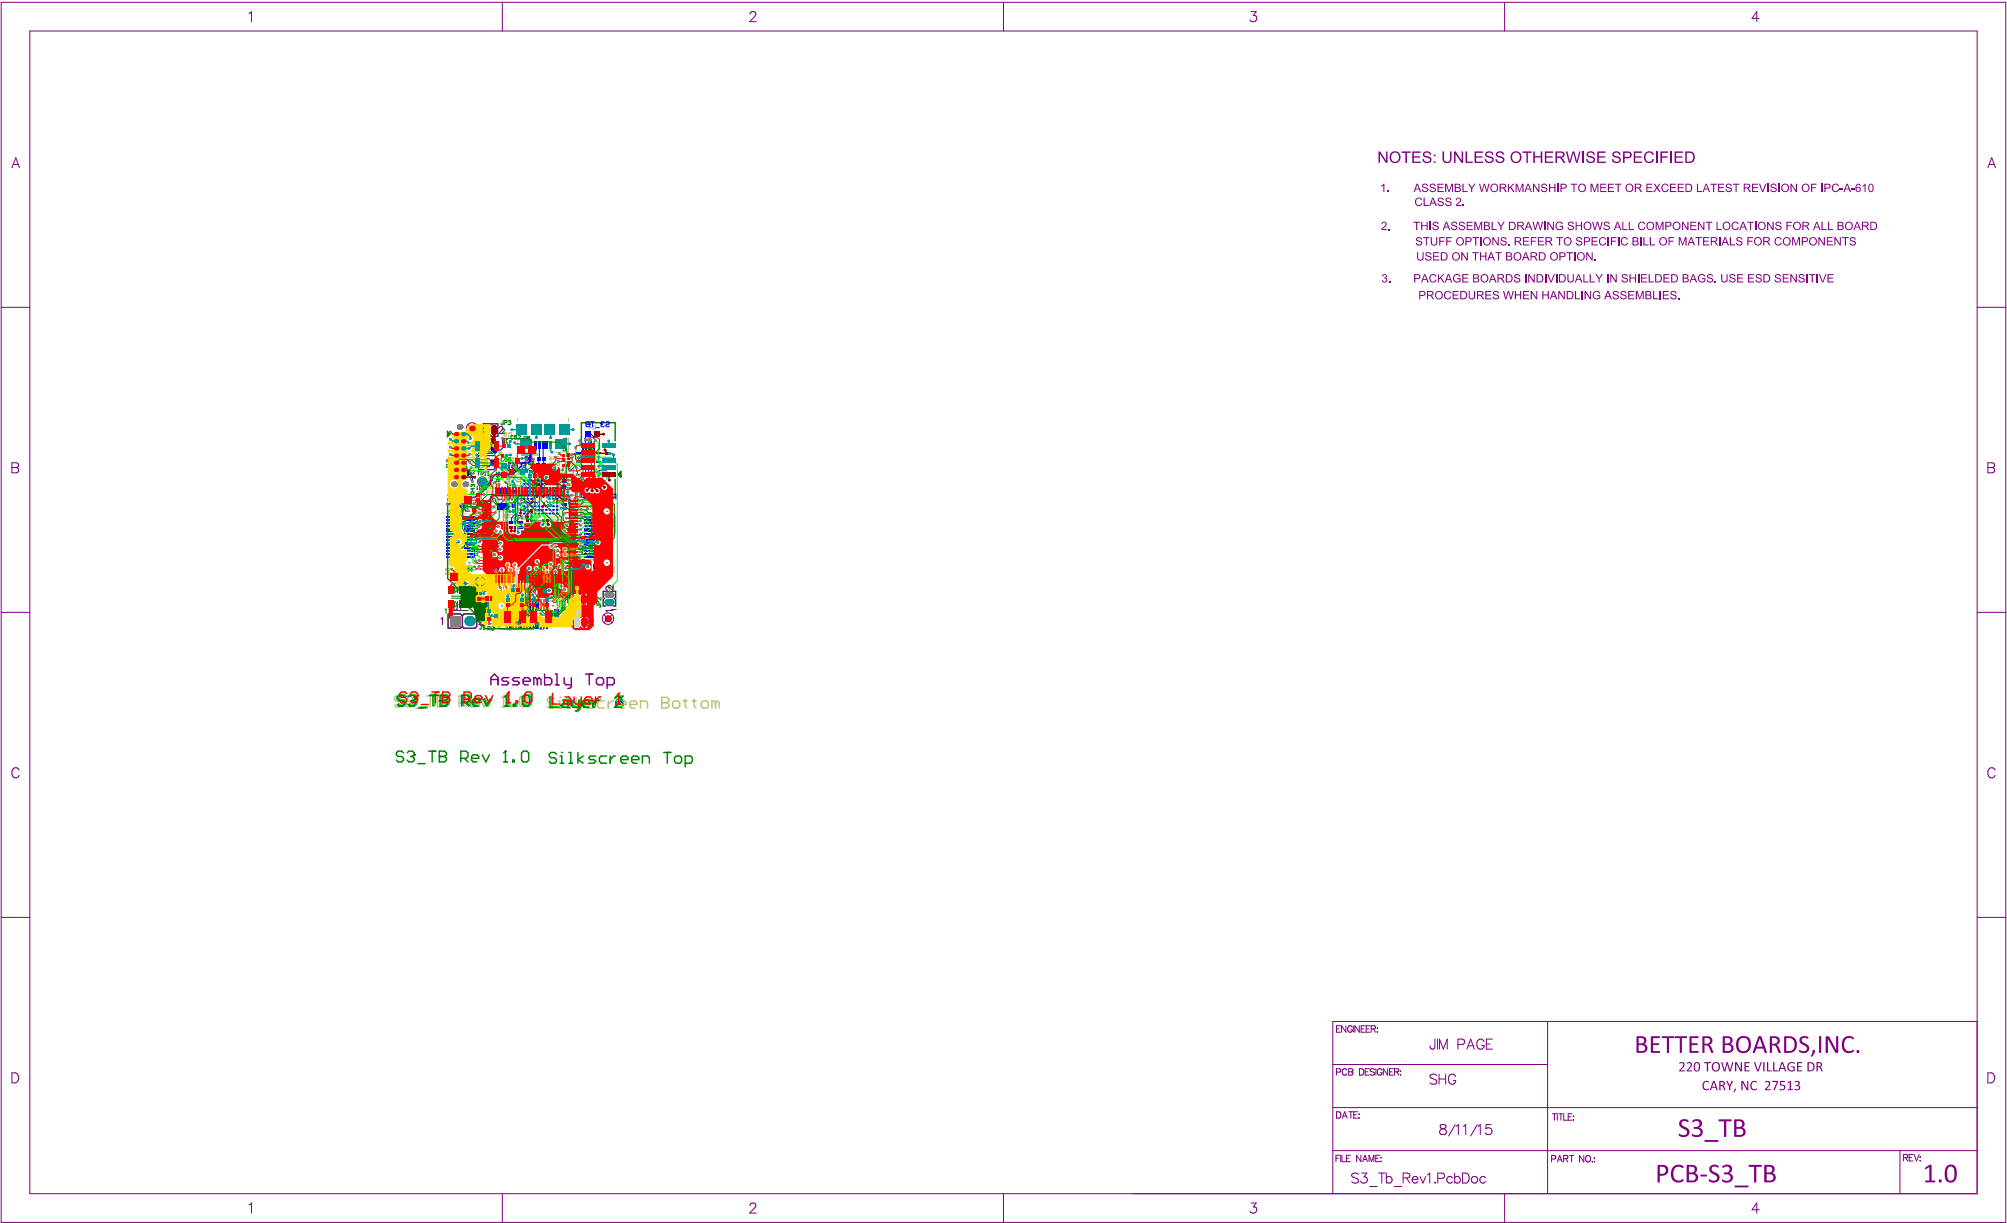 1 2 3 4
A A
NOTES: UNLESS OTHERWISE SPECIFIED
1. ASSEMBLY WORKMANSHIP TO MEET OR EXCEED LATEST REVISION OF IPC-A-610
CLASS 2.
2. THIS ASSEMBLY DRAWING SHOWS ALL COMPONENT LOCATIONS FOR ALL BOARD
STUFF OPTIONS. REFER TO SPECIFIC BILL OF MATERIALS FOR COMPONENTS
USED ON THAT BOARD OPTION.
3. PACKAGE BOARDS INDIVIDUALLY IN SHIELDED BAGS. USE ESD SENSITIVE
PROCEDURES WHEN HANDLING ASSEMBLIES.
B B
1
Assembly Top
S3_TB Rev 1.0 Layer
Bottom
S3_TB Rev 1.0 Silkscreen Top
C C
D D
ENGINEER:
JIM PAGE
PCB DESIGNER:
SHG
DATE:
8/11/15
FILE NAME:
S3_Tb_Rev1.PcbDoc
BETTER BOARDS,INC.
220 TOWNE VILLAGE DR
CARY, NC 27513
TITLE:
S3_TB
PART NO.:
PCB-S3_TB
REV:
1.0
1 2 3 4